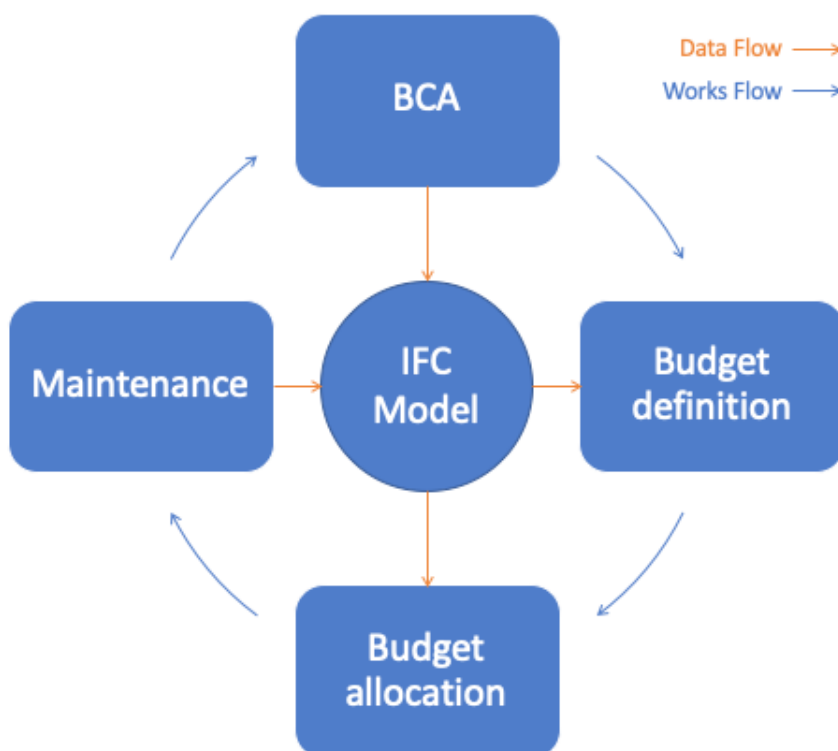 BCA
Data Flow
Works Flow
Maintenance
IFC
Model
Budget
definition
Budget
allocation